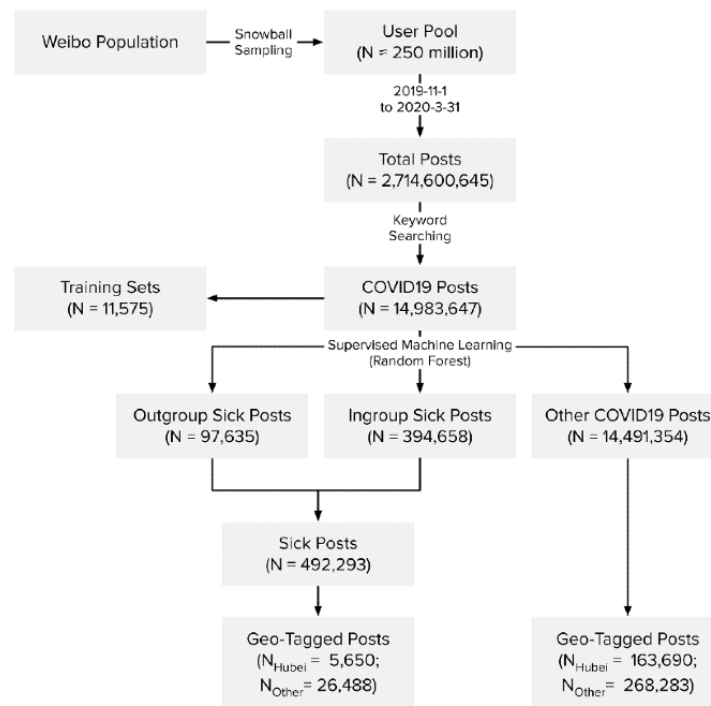 Weibo Population
Snowball
Sampling
User Pool
(N ≈ 250 million)
2019-11-1
to 2020-3-31
Total Posts
(N = 2,714,600,645)
Keyword
Searching
Training Sets
(N = 11,575)
COVID19 Posts
(N = 14,983,647)
Supervised Machine Learning
(Random Forest)
Outgroup Sick Posts
(N = 97,635)
Ingroup Sick Posts
(N = 394,658)
Other COVID19 Posts
(N = 14,491,354)
Sick Posts
(N = 492,293)
Geo-Tagged Posts
(NHubei = 5,650;
NOther= 26,488)
Geo-Tagged Posts
(NHubei = 163,690;
NOther= 268,283)